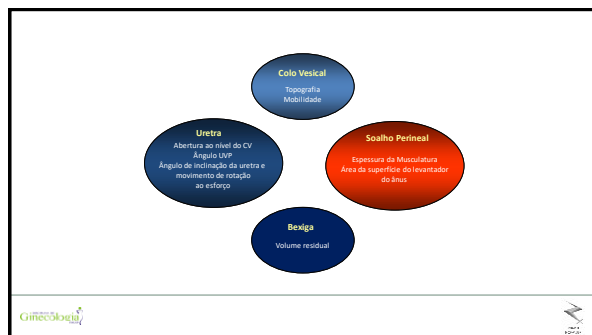 Colo Vesical
Topografia
Mobilidade
Uretra
Abertura ao nível do CV
Ângulo UVP
Ângulo de inclinação da uretra e
movimento de rotação
ao esforço
Soalho Perineal
Espessura da Musculatura
Área da superfície do levantador
do ânus
Bexiga
Volume residual
Ginecologia